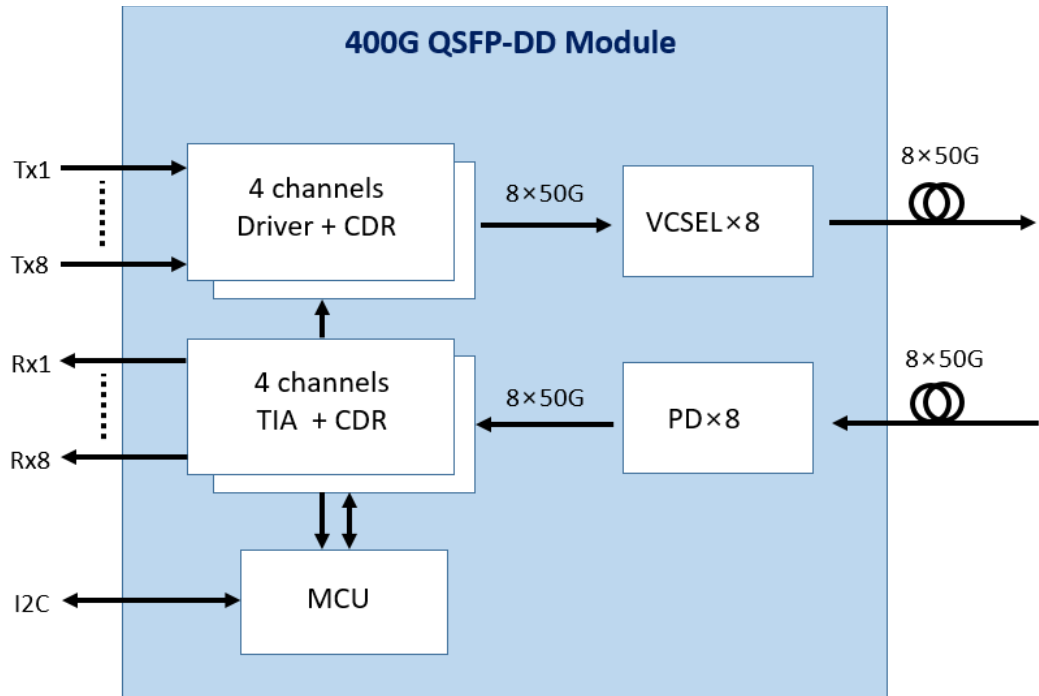 400G QSFP-DD Module
Tx1
Tx8
4 channels
Driver + CDR
8×50G
VCSEL×8
8×50G
Rx1
Rx8
4 channels
TIA + CDR
8×50G
PD×8
8×50G
I2C
MCU